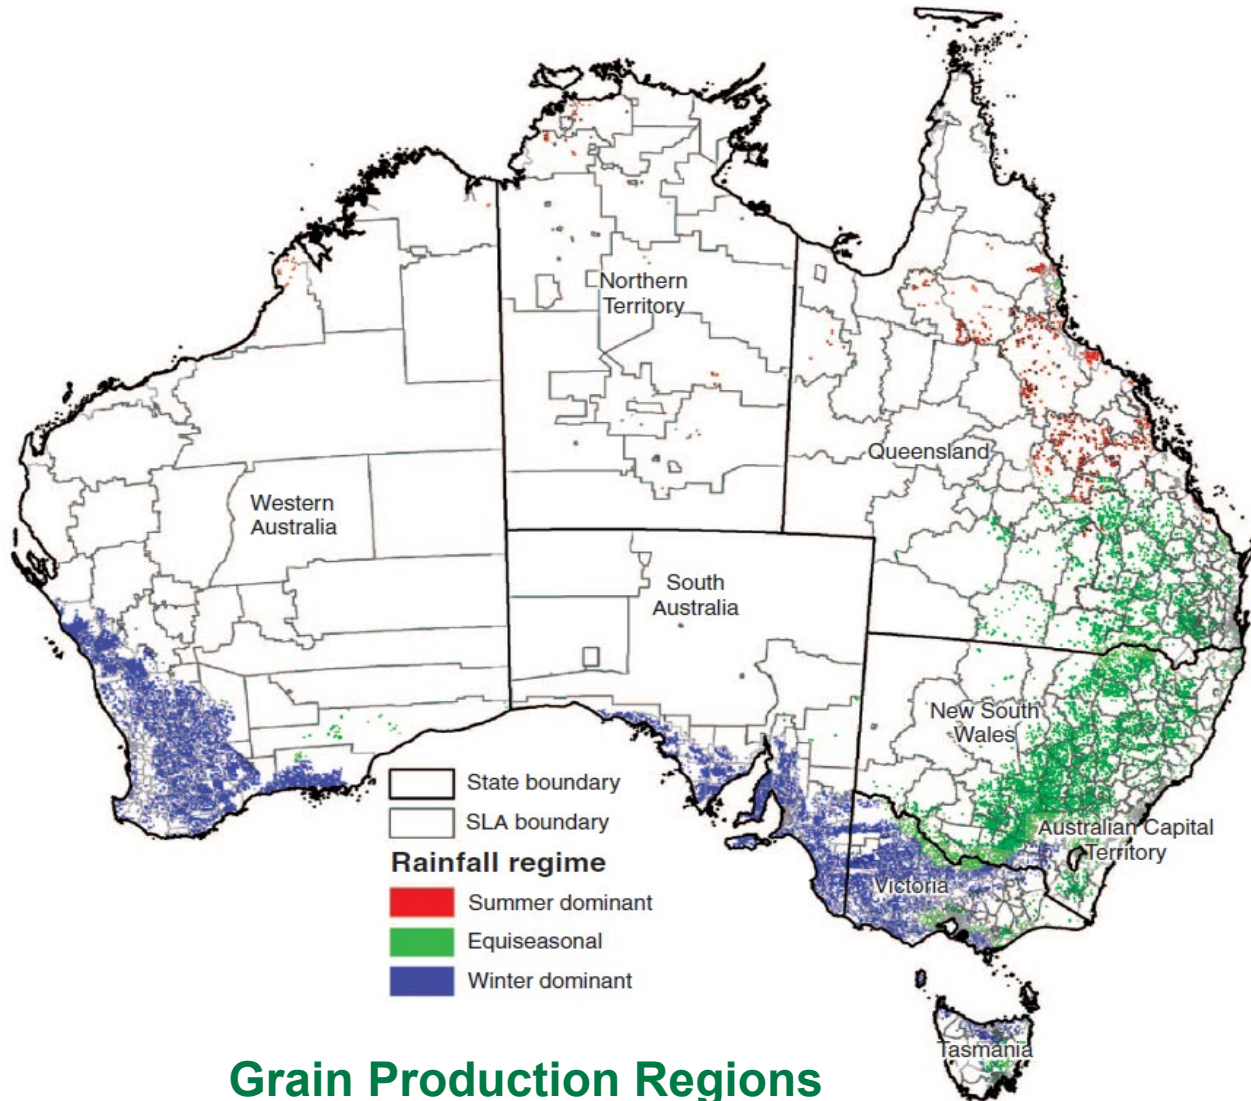 Northern
Territory
Queensland
Western
Australia
South
Australia
New South
Wales
State boundary
SLA boundary
Australian Capital
Territory
Rainfall regime
Victoria
Summer dominant
Equiseasonal
Winter dominant
Tasmania
Grain Production Regions